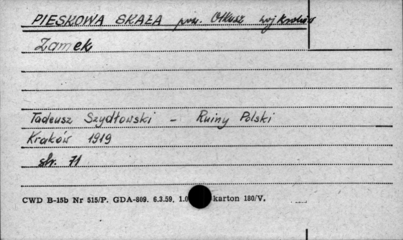 PIESKOWA SKAŁA pow. Olkusz woj Kraków
Zamek
Tadeusz Szydłowski - Ruiny Polski
Kraków 1919
str. 71
CWD B-15b Nr 515/P. GDA-809. 6.3.59. 1.0 karton 180/V.